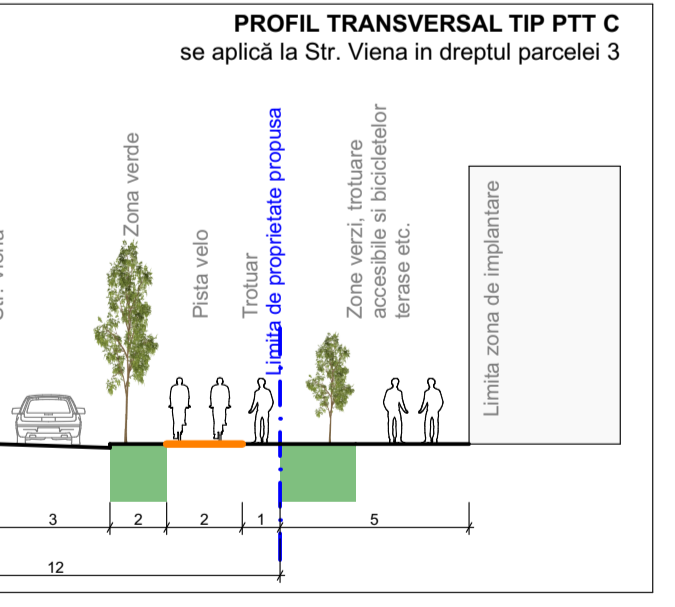 PROFIL TRANSVERSAL TIP PTT C
se aplică la Str. Viena in dreptul parcelei 3
Zona verde
Pista velo
Trotuar
Limita de proprietate propusa
Zone verzi, trotuare
accesibile si bicicletelor
terase etc.
Limita zona de implantare
3
2
2
1
5
12